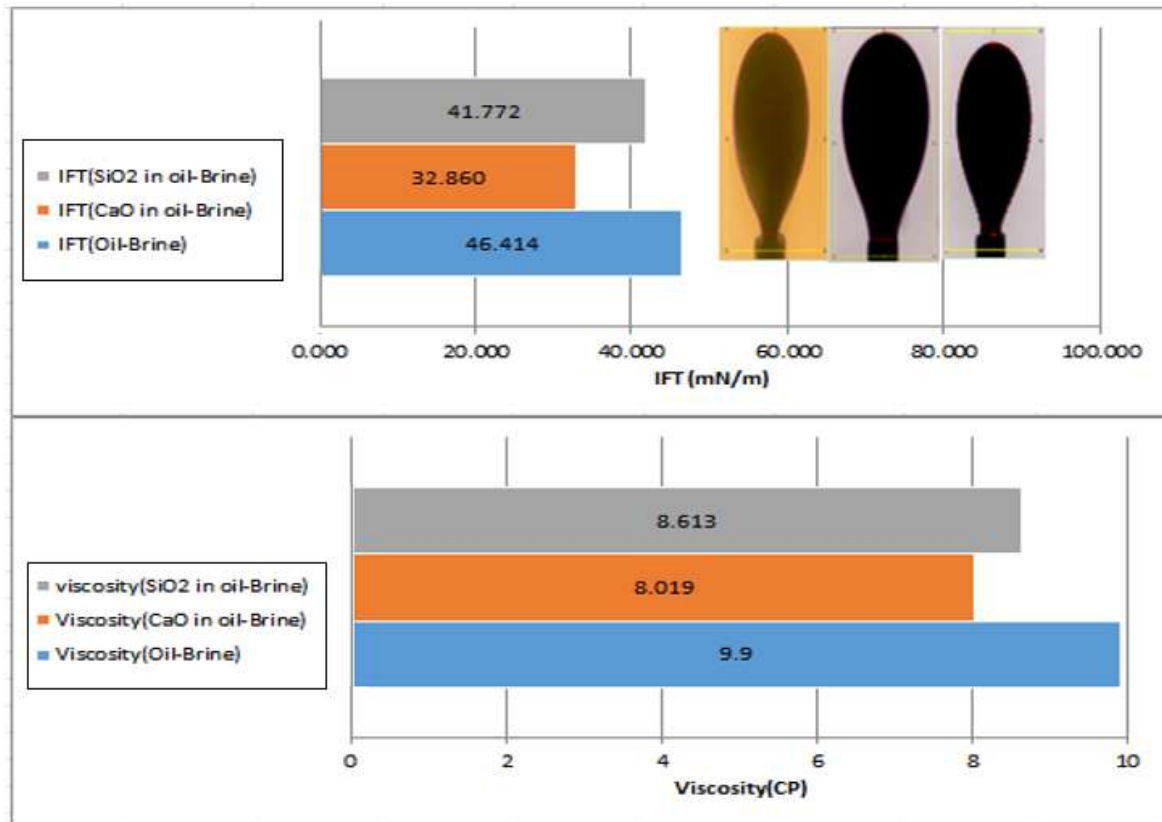 IFT(SiO2 in oil-Brine)
IFT(CaO in oil-Brine)
IFT(Oil-Brine)
41.772
32.860
46.414
0.000 20.000 40.000 60.000 80.000 100.000
IFT (mN/m)
viscosity(SiO2 in oil-Brine)
Viscosity(CaO in oil-Brine)
Viscosity(Oil-Brine)
8.613
8.019
9.9
0 2 4 6 8 10
Viscosity(CP)